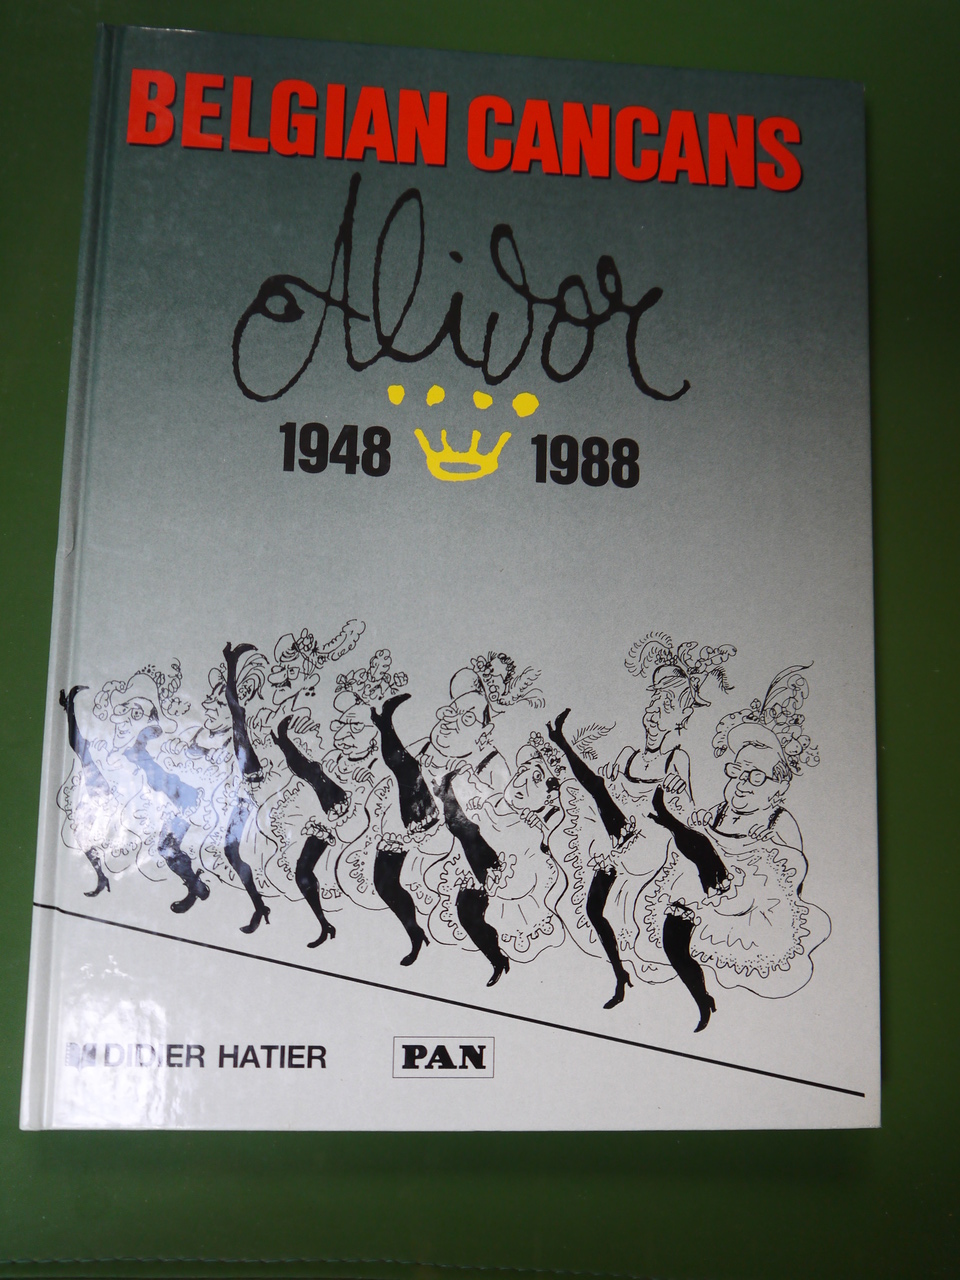 BELGIAN CANCANS
Alidor
1948 1988
DIDIER HATIER
PAN